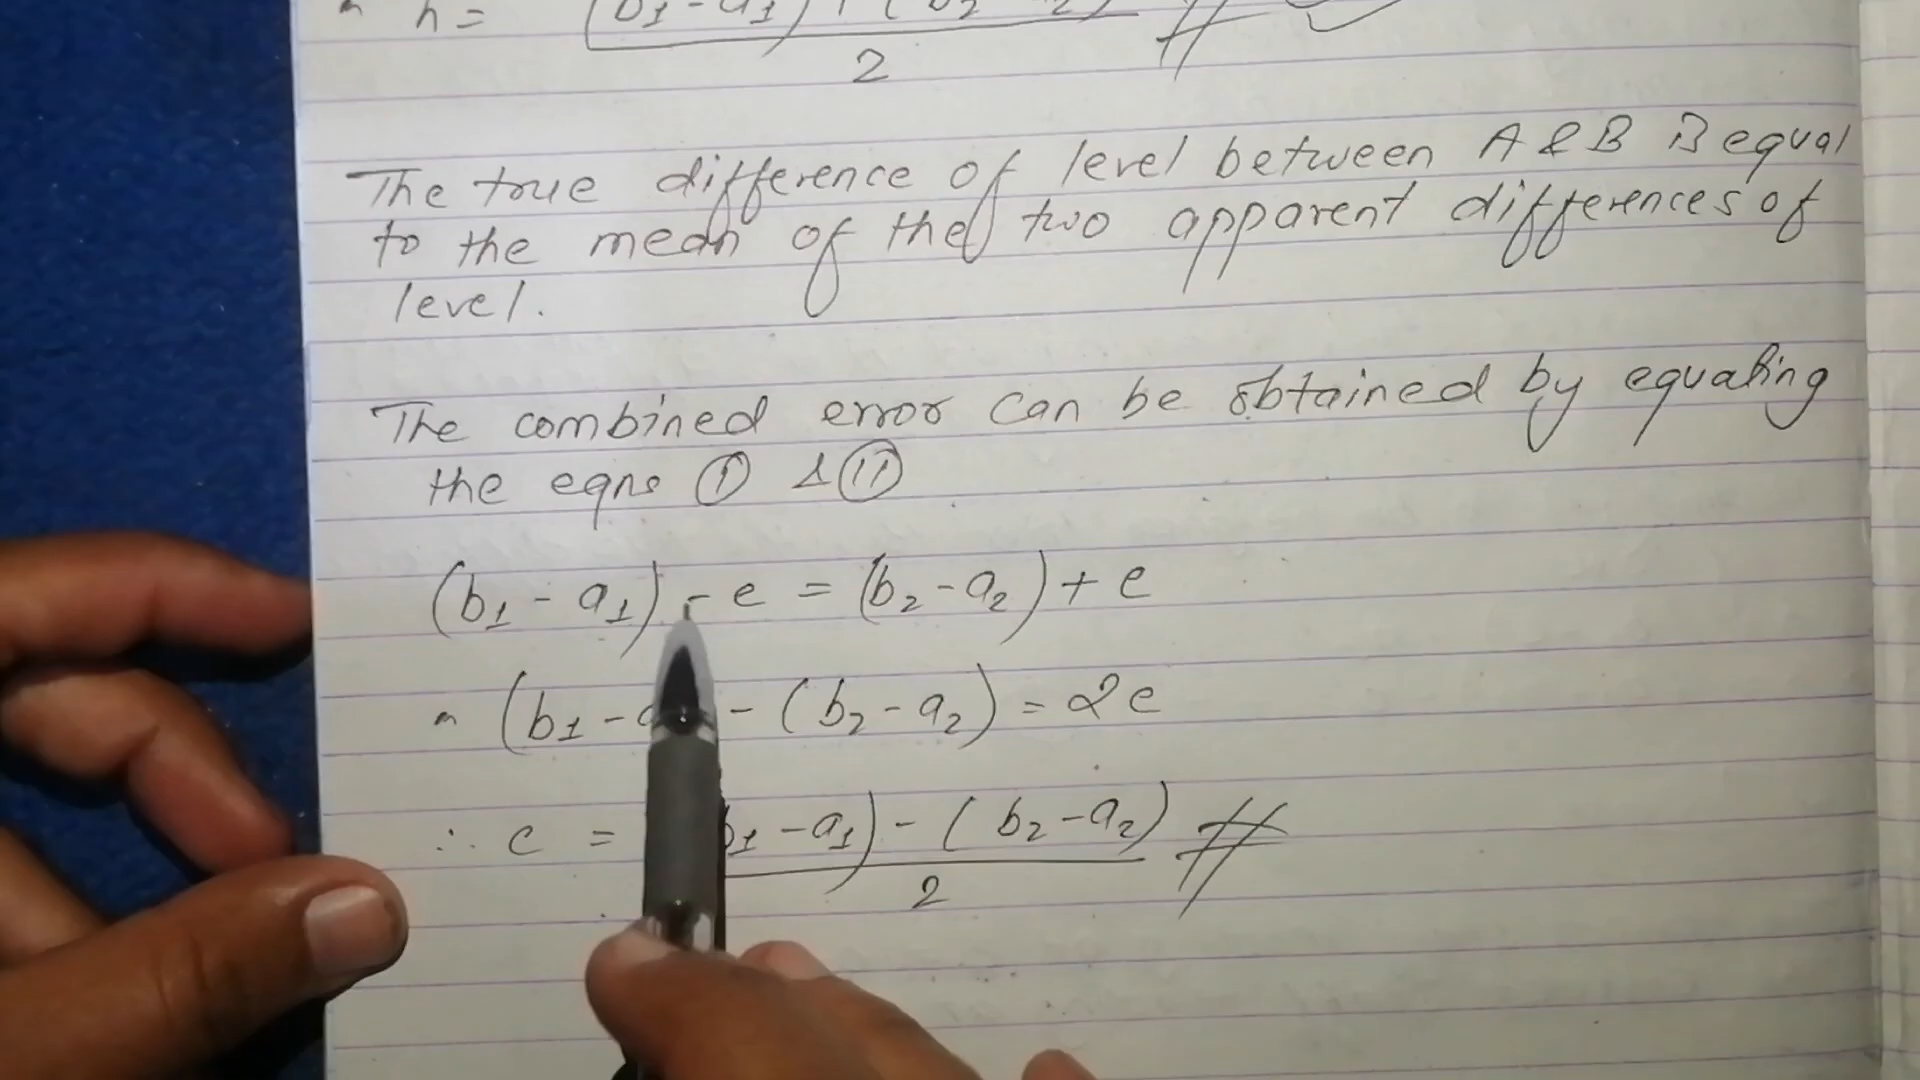 h = (b₁ - a₁) + (b₂ - a₂)
2
The true difference of level between A & B is equal
to the mean of the two apparent differences of
level.
The combined error can be obtained by equating
the eqns (I) & (II)
(b₁ - a₁) - e = (b₂ - a₂) + e
(b₁ - a - (b₂ - a₂) = 2e
∴ e = b₁ - a₁) - (b₂ - a₂)
2